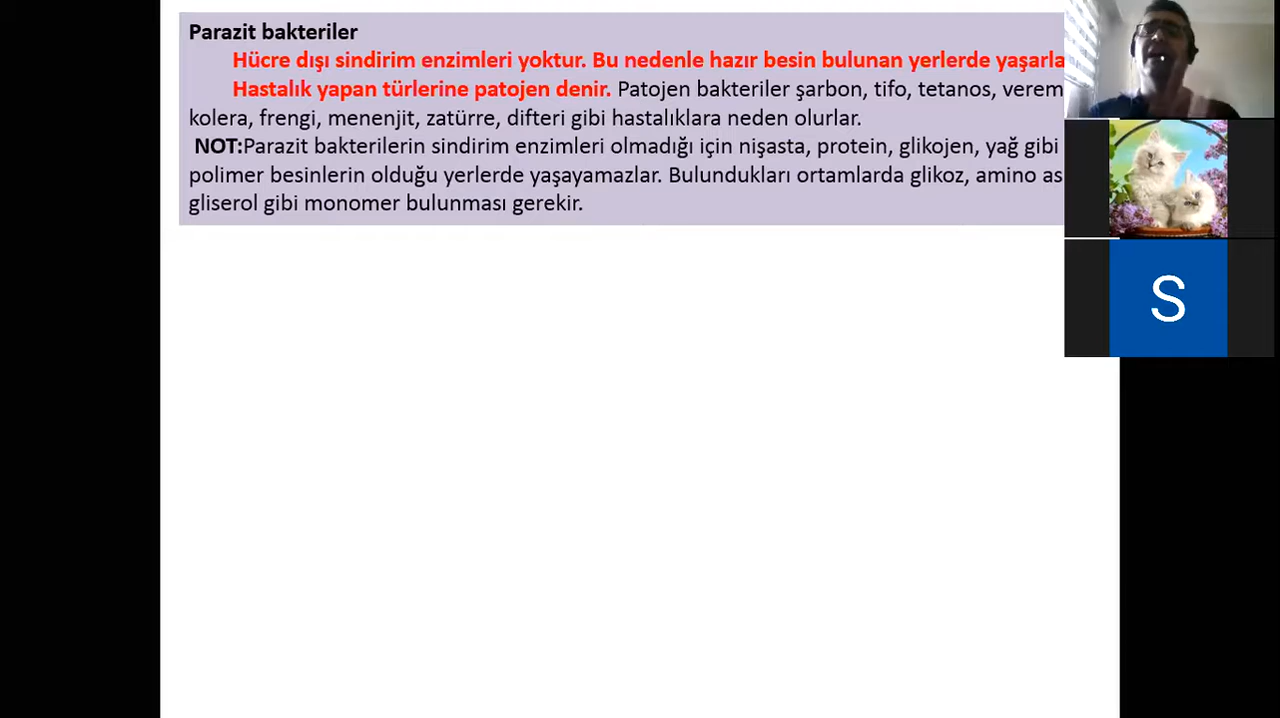 Parazit bakteriler
Hücre dışı sindirim enzimleri yoktur. Bu nedenle hazır besin bulunan yerlerde yaşarla
Hastalık yapan türlerine patojen denir. Patojen bakteriler şarbon, tifo, tetanos, verem
kolera, frengi, menenjit, zatürre, difteri gibi hastalıklara neden olurlar.
NOT:Parazit bakterilerin sindirim enzimleri olmadığı için nişasta, protein, glikojen, yağ gibi
polimer besinlerin olduğu yerlerde yaşayamazlar. Bulundukları ortamlarda glikoz, amino as
gliserol gibi monomer bulunması gerekir.
S